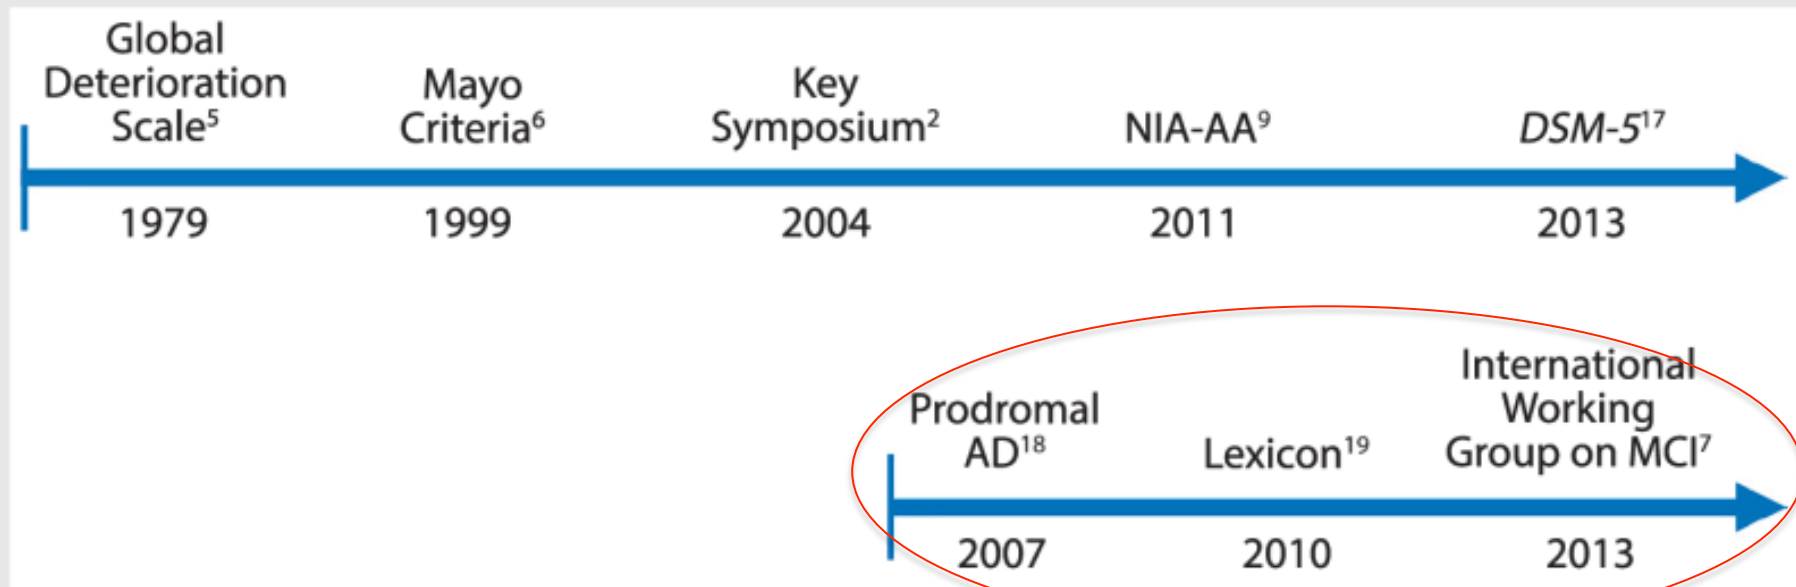 Global
Deterioration
Scale⁵
Mayo
Criteria⁶
Key
Symposium²
NIA-AA⁹
DSM-5¹⁷
1979
1999
2004
2011
2013
Prodromal
AD¹⁸
Lexicon¹⁹
International
Working
Group on MCI⁷
2007
2010
2013